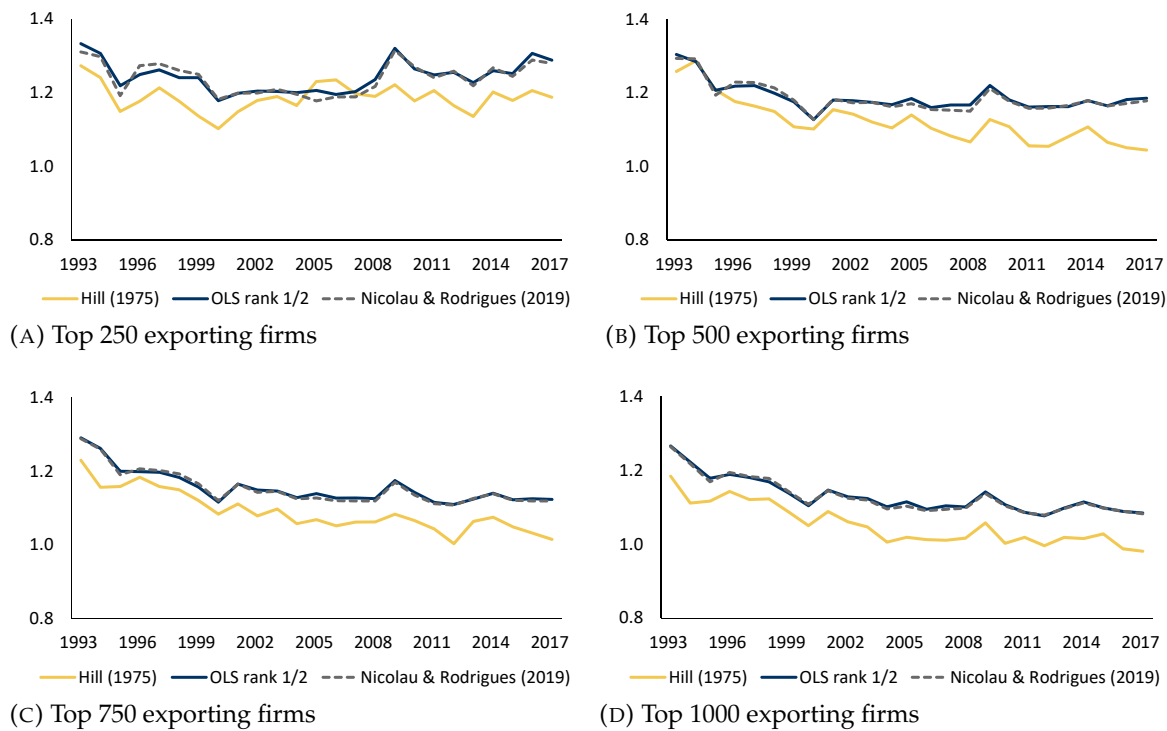 1.4
1.2
1.0
0.8
1993 1996 1999 2002 2005 2008 2011 2014 2017
Hill (1975) OLS rank 1/2 Nicolau & Rodrigues (2019)
(A) Top 250 exporting firms
1.4
1.2
1.0
0.8
1993 1996 1999 2002 2005 2008 2011 2014 2017
Hill (1975) OLS rank 1/2 Nicolau & Rodrigues (2019)
(B) Top 500 exporting firms
1.4
1.2
1.0
0.8
1993 1996 1999 2002 2005 2008 2011 2014 2017
Hill (1975) OLS rank 1/2 Nicolau & Rodrigues (2019)
(C) Top 750 exporting firms
1.4
1.2
1.0
0.8
1993 1996 1999 2002 2005 2008 2011 2014 2017
Hill (1975) OLS rank 1/2 Nicolau & Rodrigues (2019)
(D) Top 1000 exporting firms